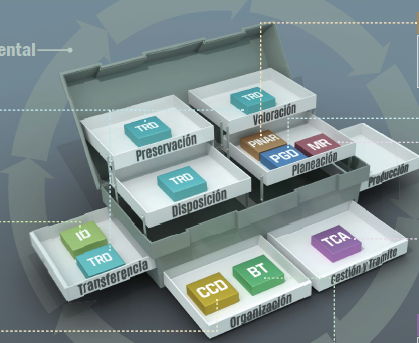 ental
TRD
Preservación
TRD
Valoración
PINAR
PGD
MR
Planeación
Producción
TRD
Disposición
ID
TRD
Transferencia
CCD
BT
Organización
TCA
Gestión y Trámite